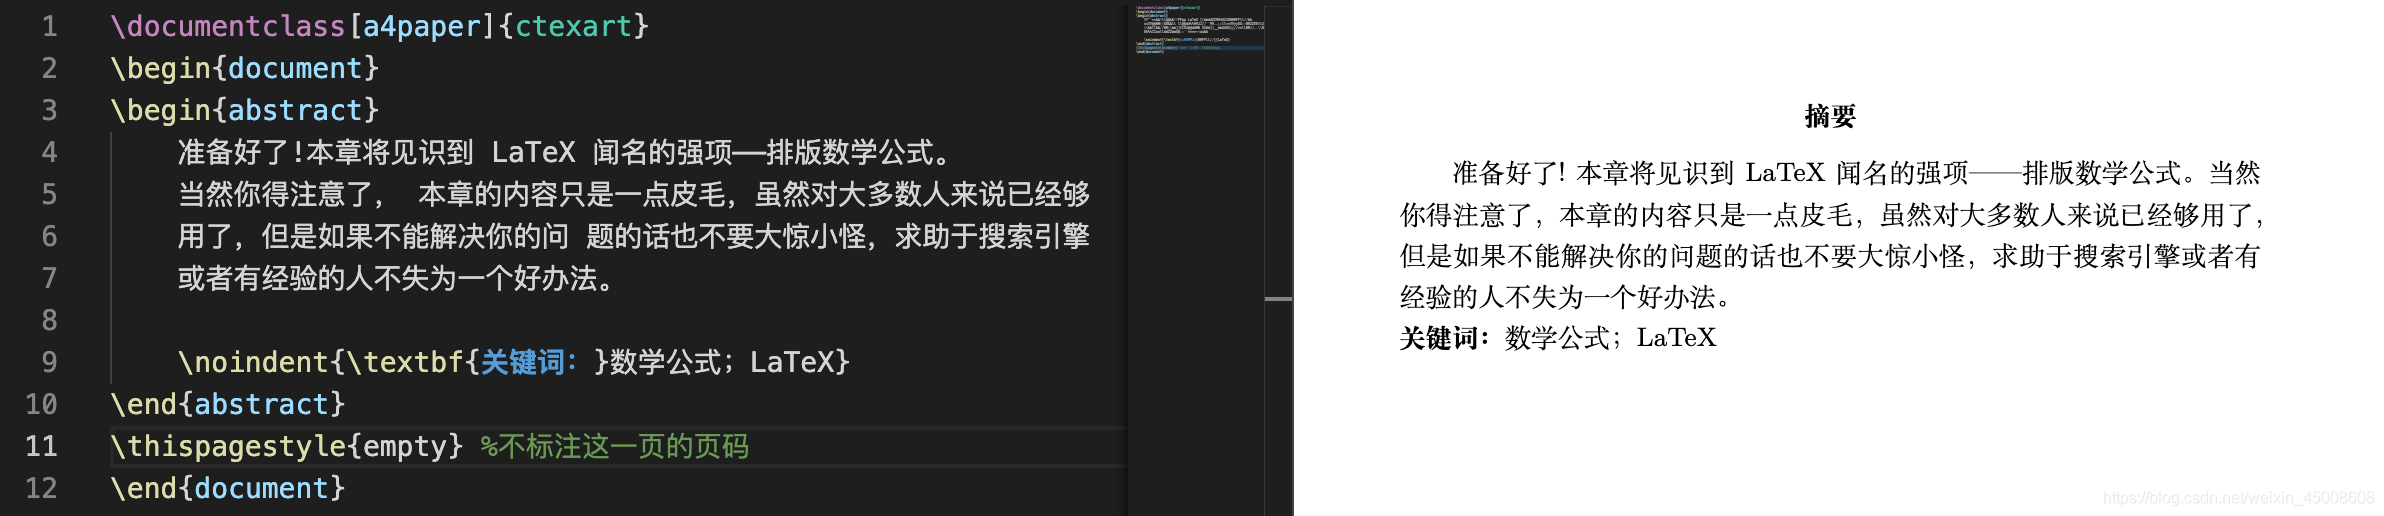 1 \documentclass[a4paper]{ctexart}
2 \begin{document}
3 \begin{abstract}
4 准备好了!本章将见识到 LaTeX 闻名的强项——排版数学公式。
5 当然你得注意了， 本章的内容只是一点皮毛，虽然对大多数人来说已经够
6 用了，但是如果不能解决你的问 题的话也不要大惊小怪，求助于搜索引擎
7 或者有经验的人不失为一个好办法。
8
9 \noindent{\textbf{关键词：}数学公式；LaTeX}
10 \end{abstract}
11 \thispagestyle{empty} %不标注这一页的页码
12 \end{document}
摘要
准备好了! 本章将见识到 LaTeX 闻名的强项——排版数学公式。当然
你得注意了，本章的内容只是一点皮毛，虽然对大多数人来说已经够用了，
但是如果不能解决你的问题的话也不要大惊小怪，求助于搜索引擎或者有
经验的人不失为一个好办法。
关键词：数学公式；LaTeX
https://blog.csdn.net/weixin_45008608